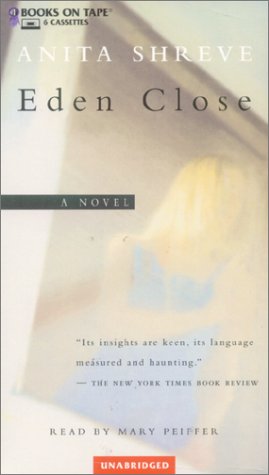 BOOKS ON TAPE®
6 CASSETTES
ANITA SHREVE
Eden Close
A NOVEL
"Its insights are keen, its language
measured and haunting."
— THE NEW YORK TIMES BOOK REVIEW
READ BY MARY PEIFFER
UNABRIDGED